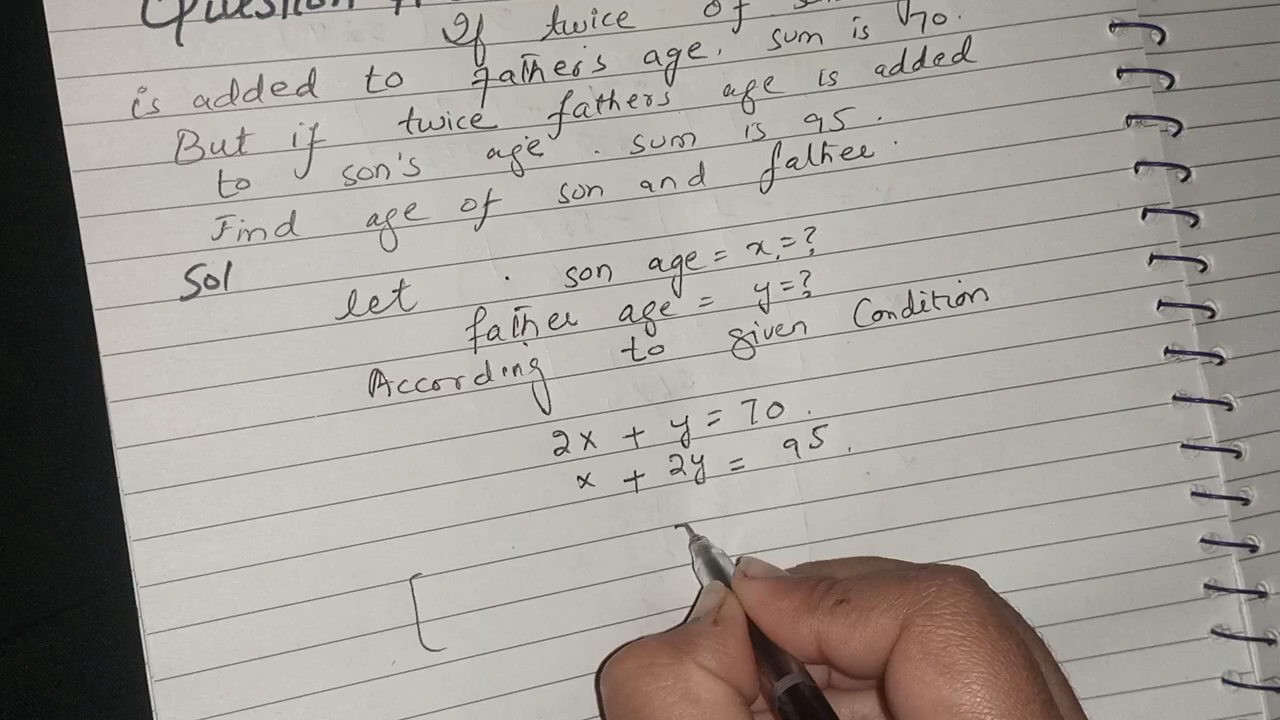 Question
If twice of
is added to father's age. sum is 70.
But if twice fathers age is added
to son's age. sum is 95.
Find age of son and father.
Sol let son age = x = ?
father age = y = ?
According to given Condition
2x + y = 70.
x + 2y = 95.